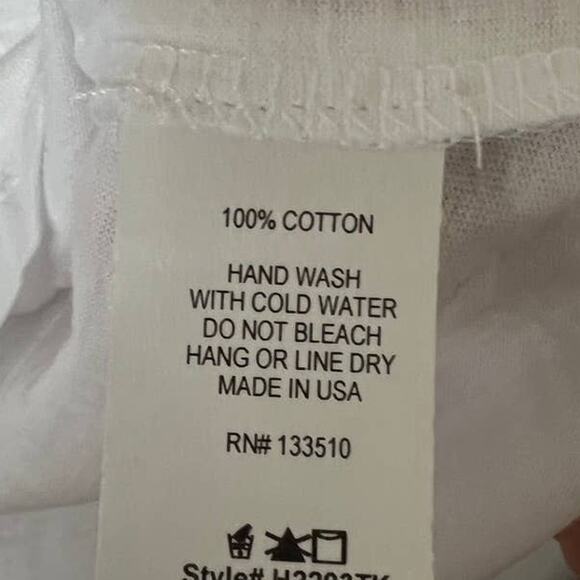 100% COTTON
HAND WASH
WITH COLD WATER
DO NOT BLEACH
HANG OR LINE DRY
MADE IN USA
RN# 133510
Style#